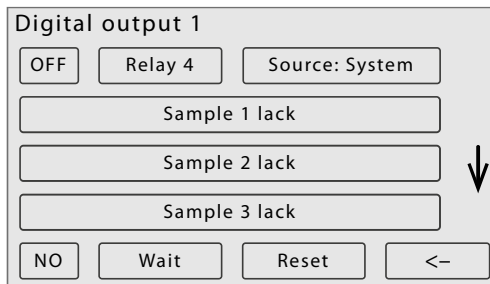 Digital output 1
OFF Relay 4 Source: System
Sample 1 lack
Sample 2 lack
Sample 3 lack
NO Wait Reset <–